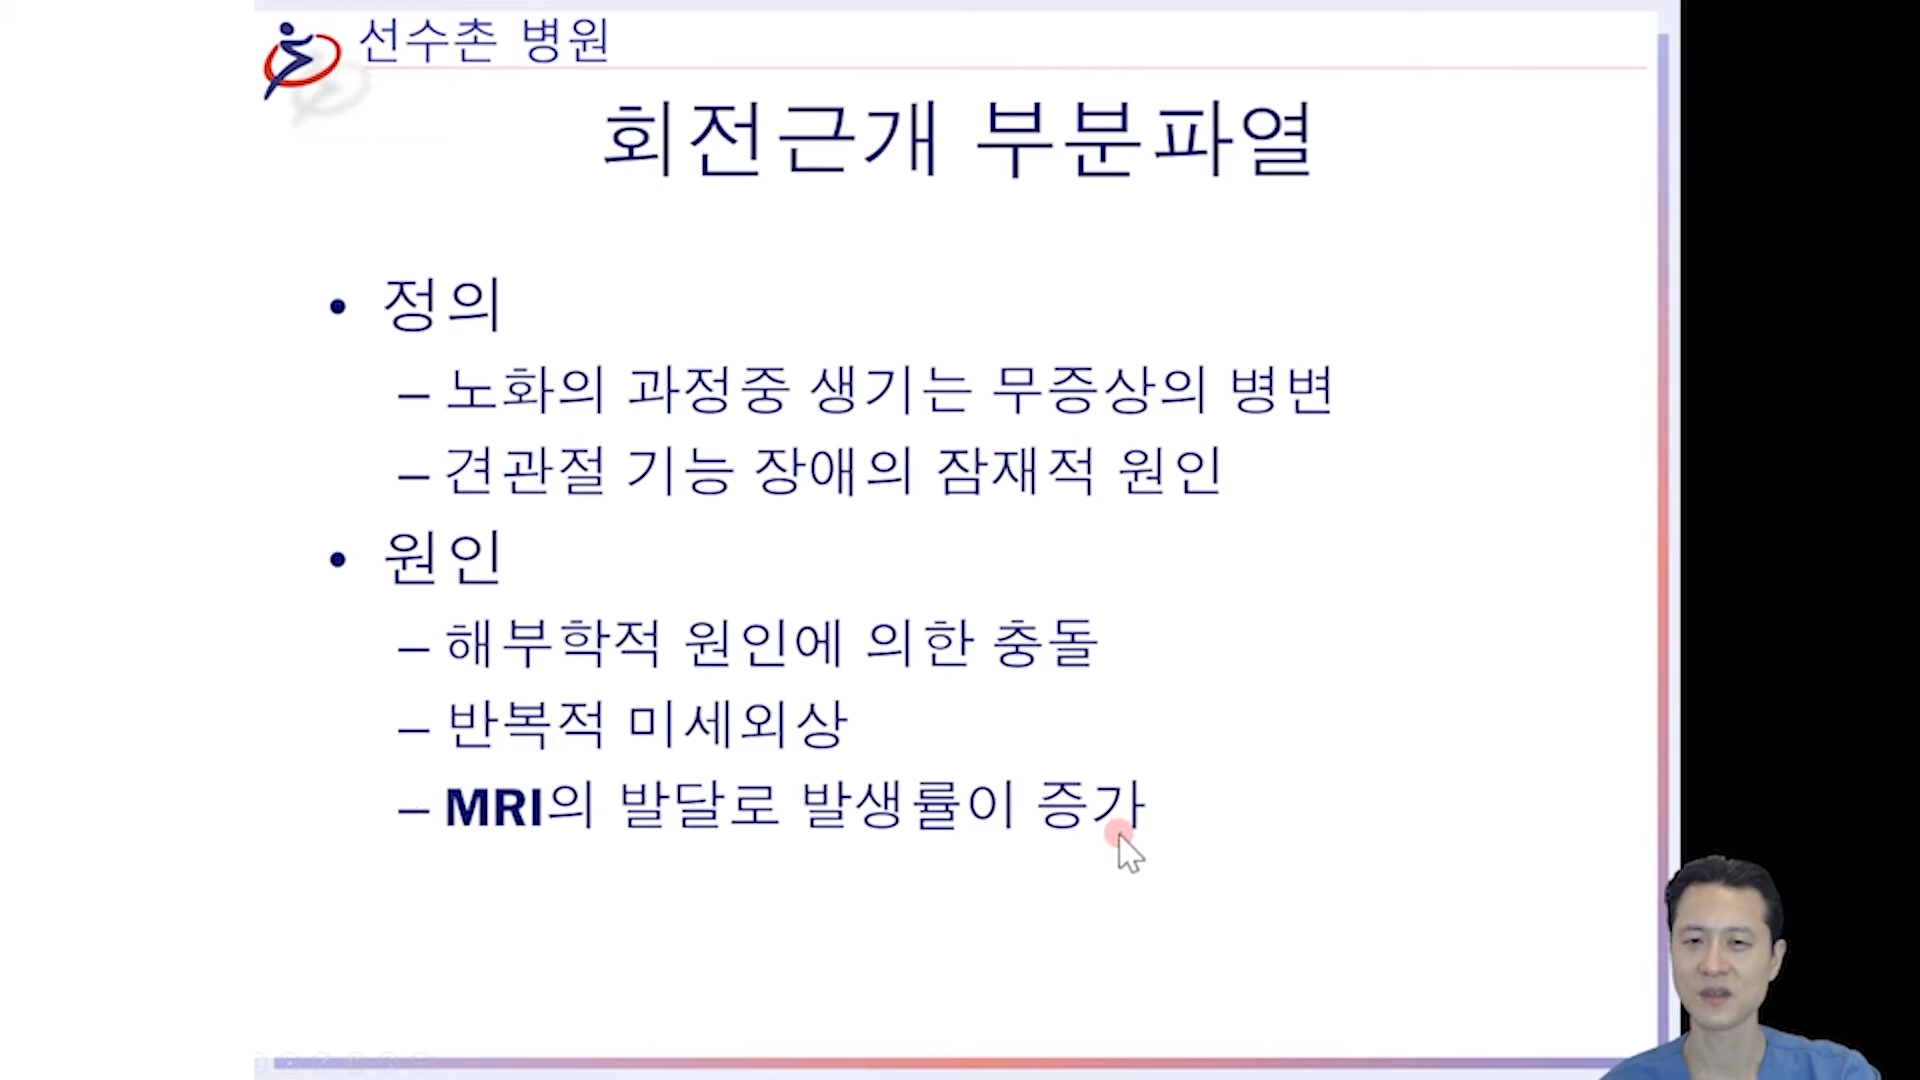 선수촌 병원
회전근개 부분파열
• 정의
– 노화의 과정중 생기는 무증상의 병변
– 견관절 기능 장애의 잠재적 원인
• 원인
– 해부학적 원인에 의한 충돌
– 반복적 미세외상
– MRI의 발달로 발생률이 증가